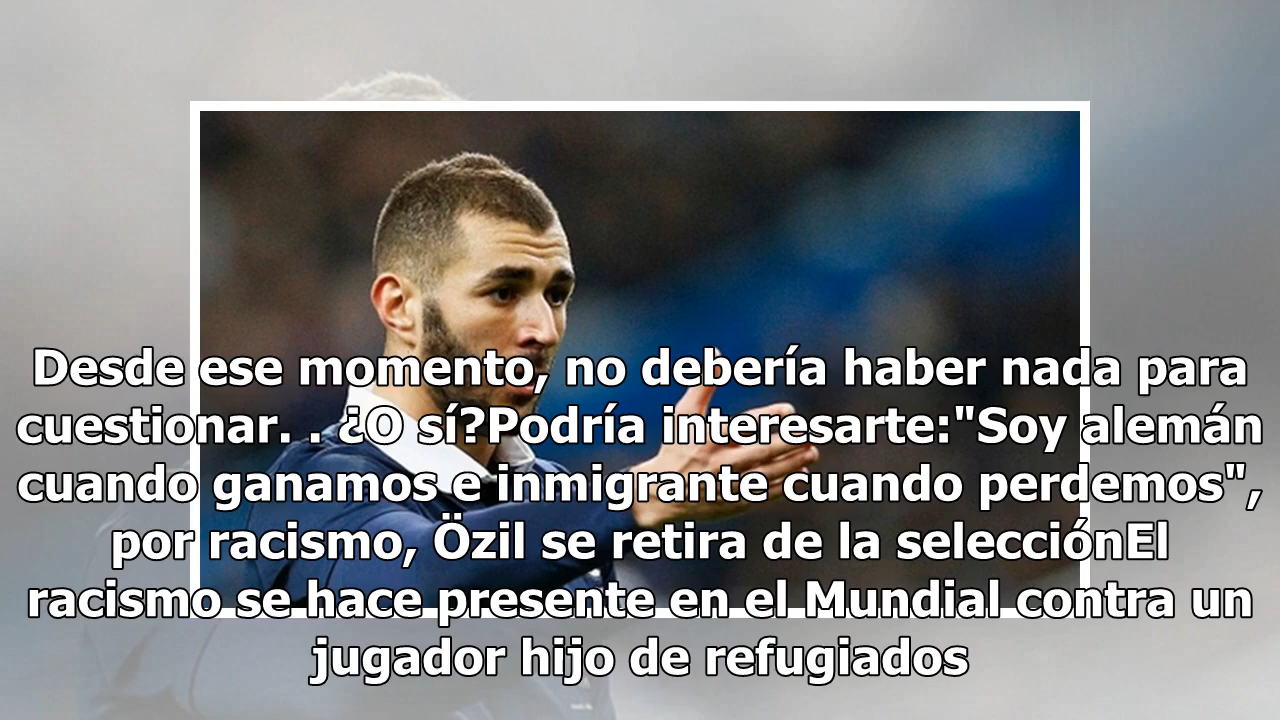 Desde ese momento, no debería haber nada para
cuestionar. . ¿O sí?Podría interesarte:"Soy alemán
cuando ganamos e inmigrante cuando perdemos",
por racismo, Özil se retira de la selecciónEl
racismo se hace presente en el Mundial contra un
jugador hijo de refugiados